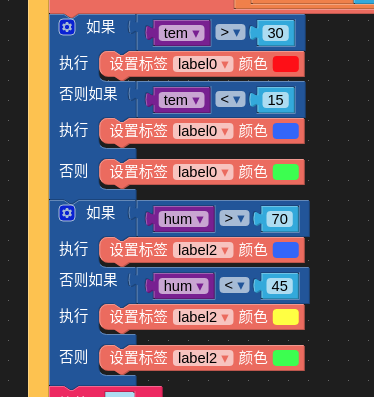 如果 tem > 30
执行 设置标签 label0 颜色
否则如果 tem < 15
执行 设置标签 label0 颜色
否则 设置标签 label0 颜色
如果 hum > 70
执行 设置标签 label2 颜色
否则如果 hum < 45
执行 设置标签 label2 颜色
否则 设置标签 label2 颜色